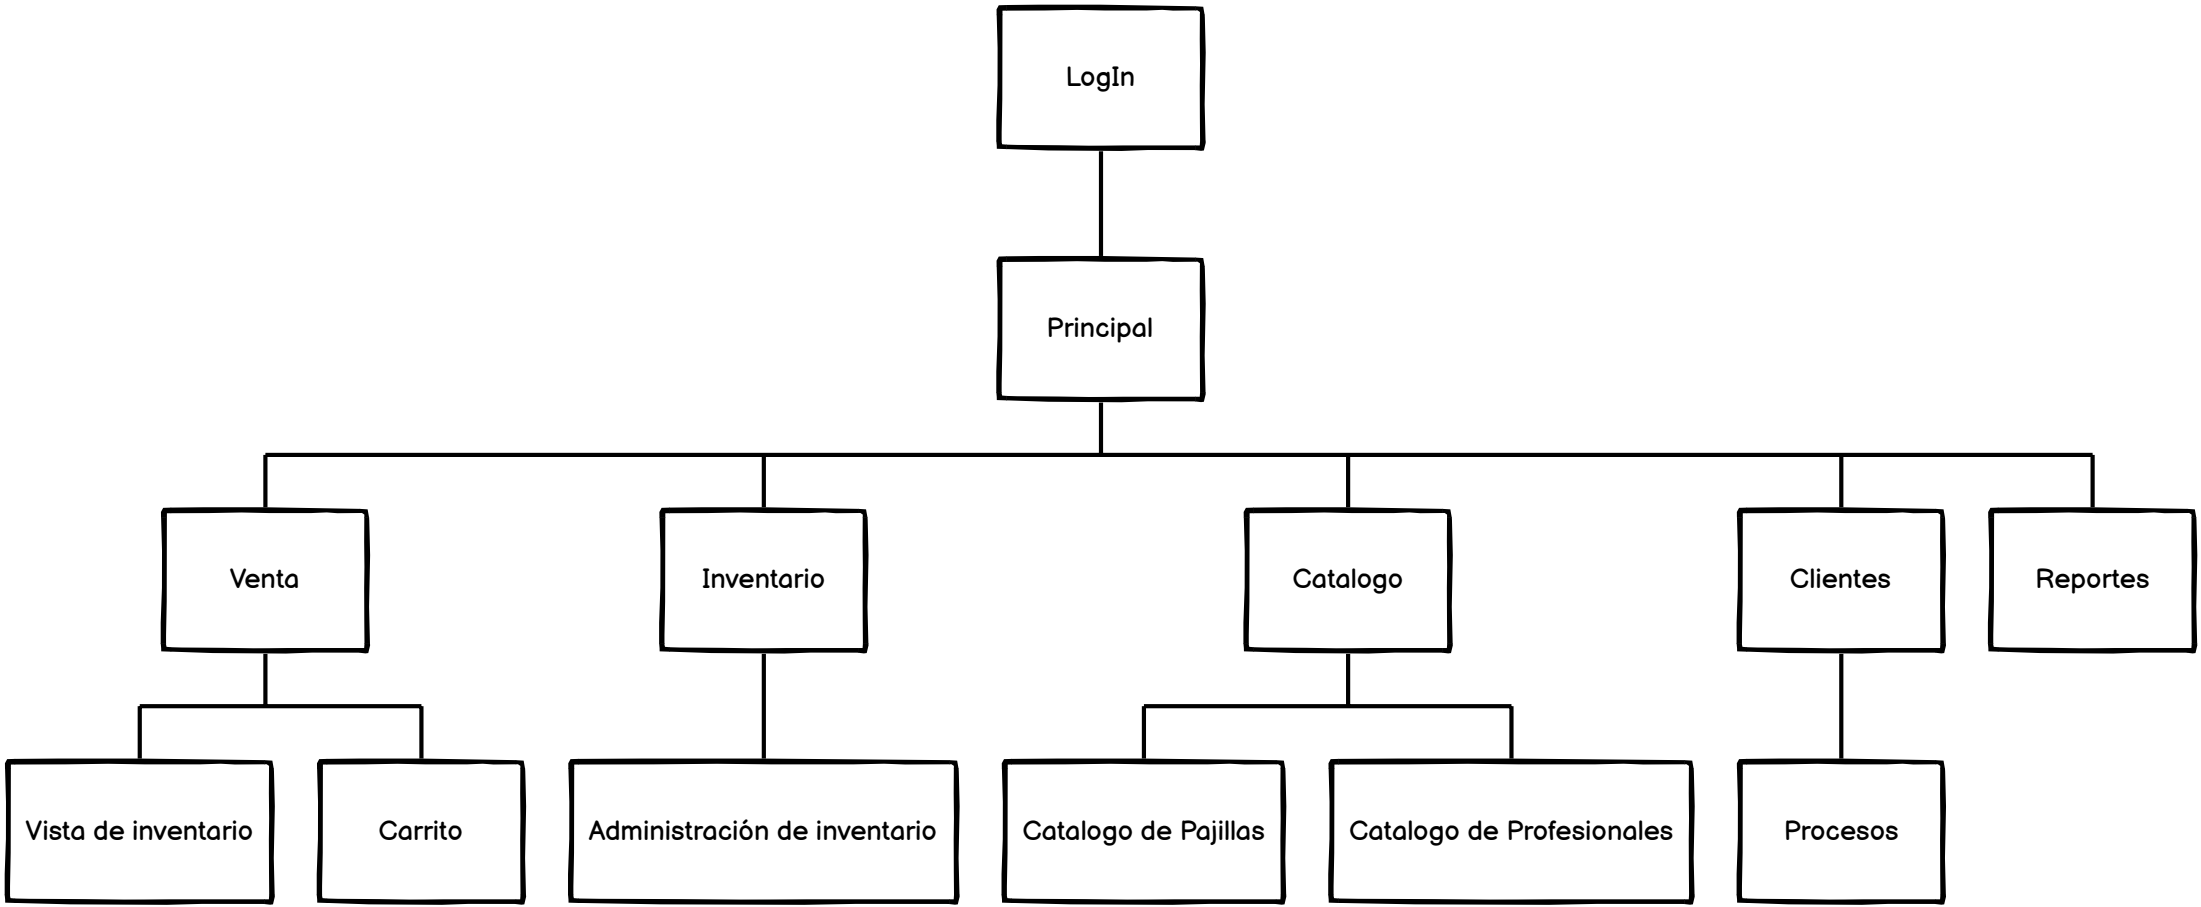 LogIn
Principal
Venta
Inventario
Catalogo
Clientes
Reportes
Vista de inventario
Carrito
Administración de inventario
Catalogo de Pajillas
Catalogo de Profesionales
Procesos